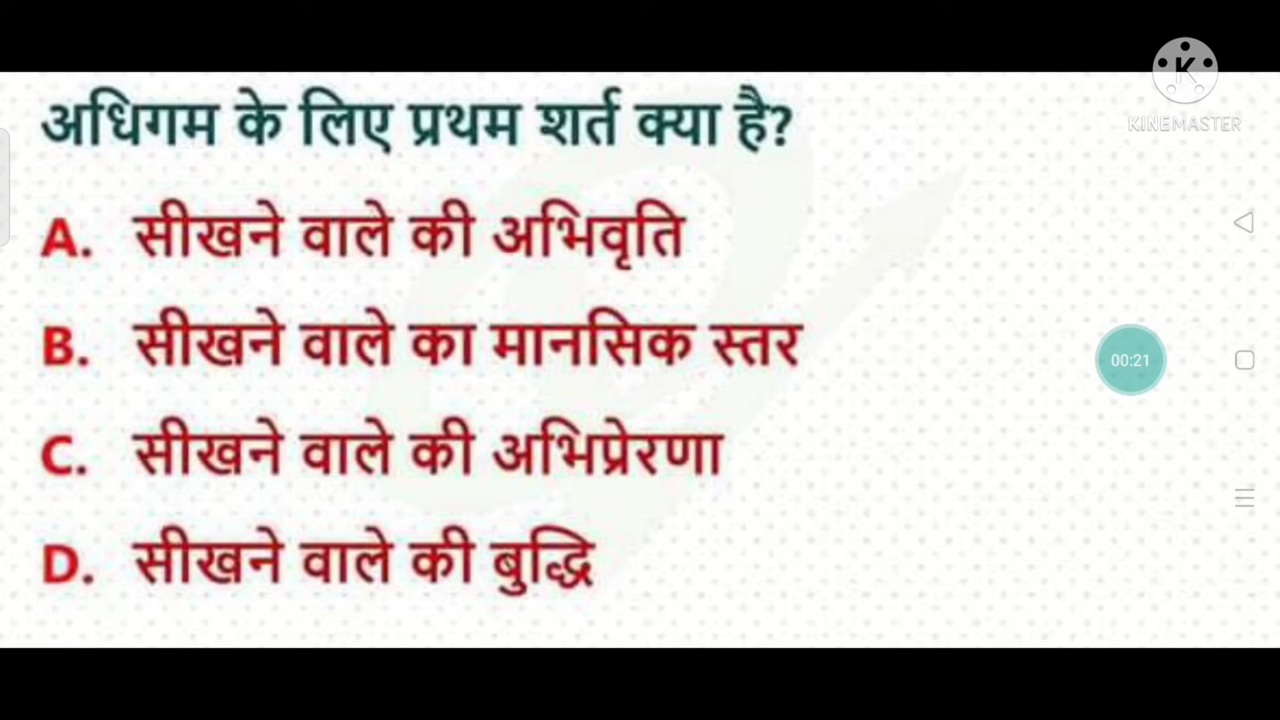 KINEMASTER
अधिगम के लिए प्रथम शर्त क्या है?
A. सीखने वाले की अभिवृति
B. सीखने वाले का मानसिक स्तर
00:21
C. सीखने वाले की अभिप्रेरणा
D. सीखने वाले की बुद्धि